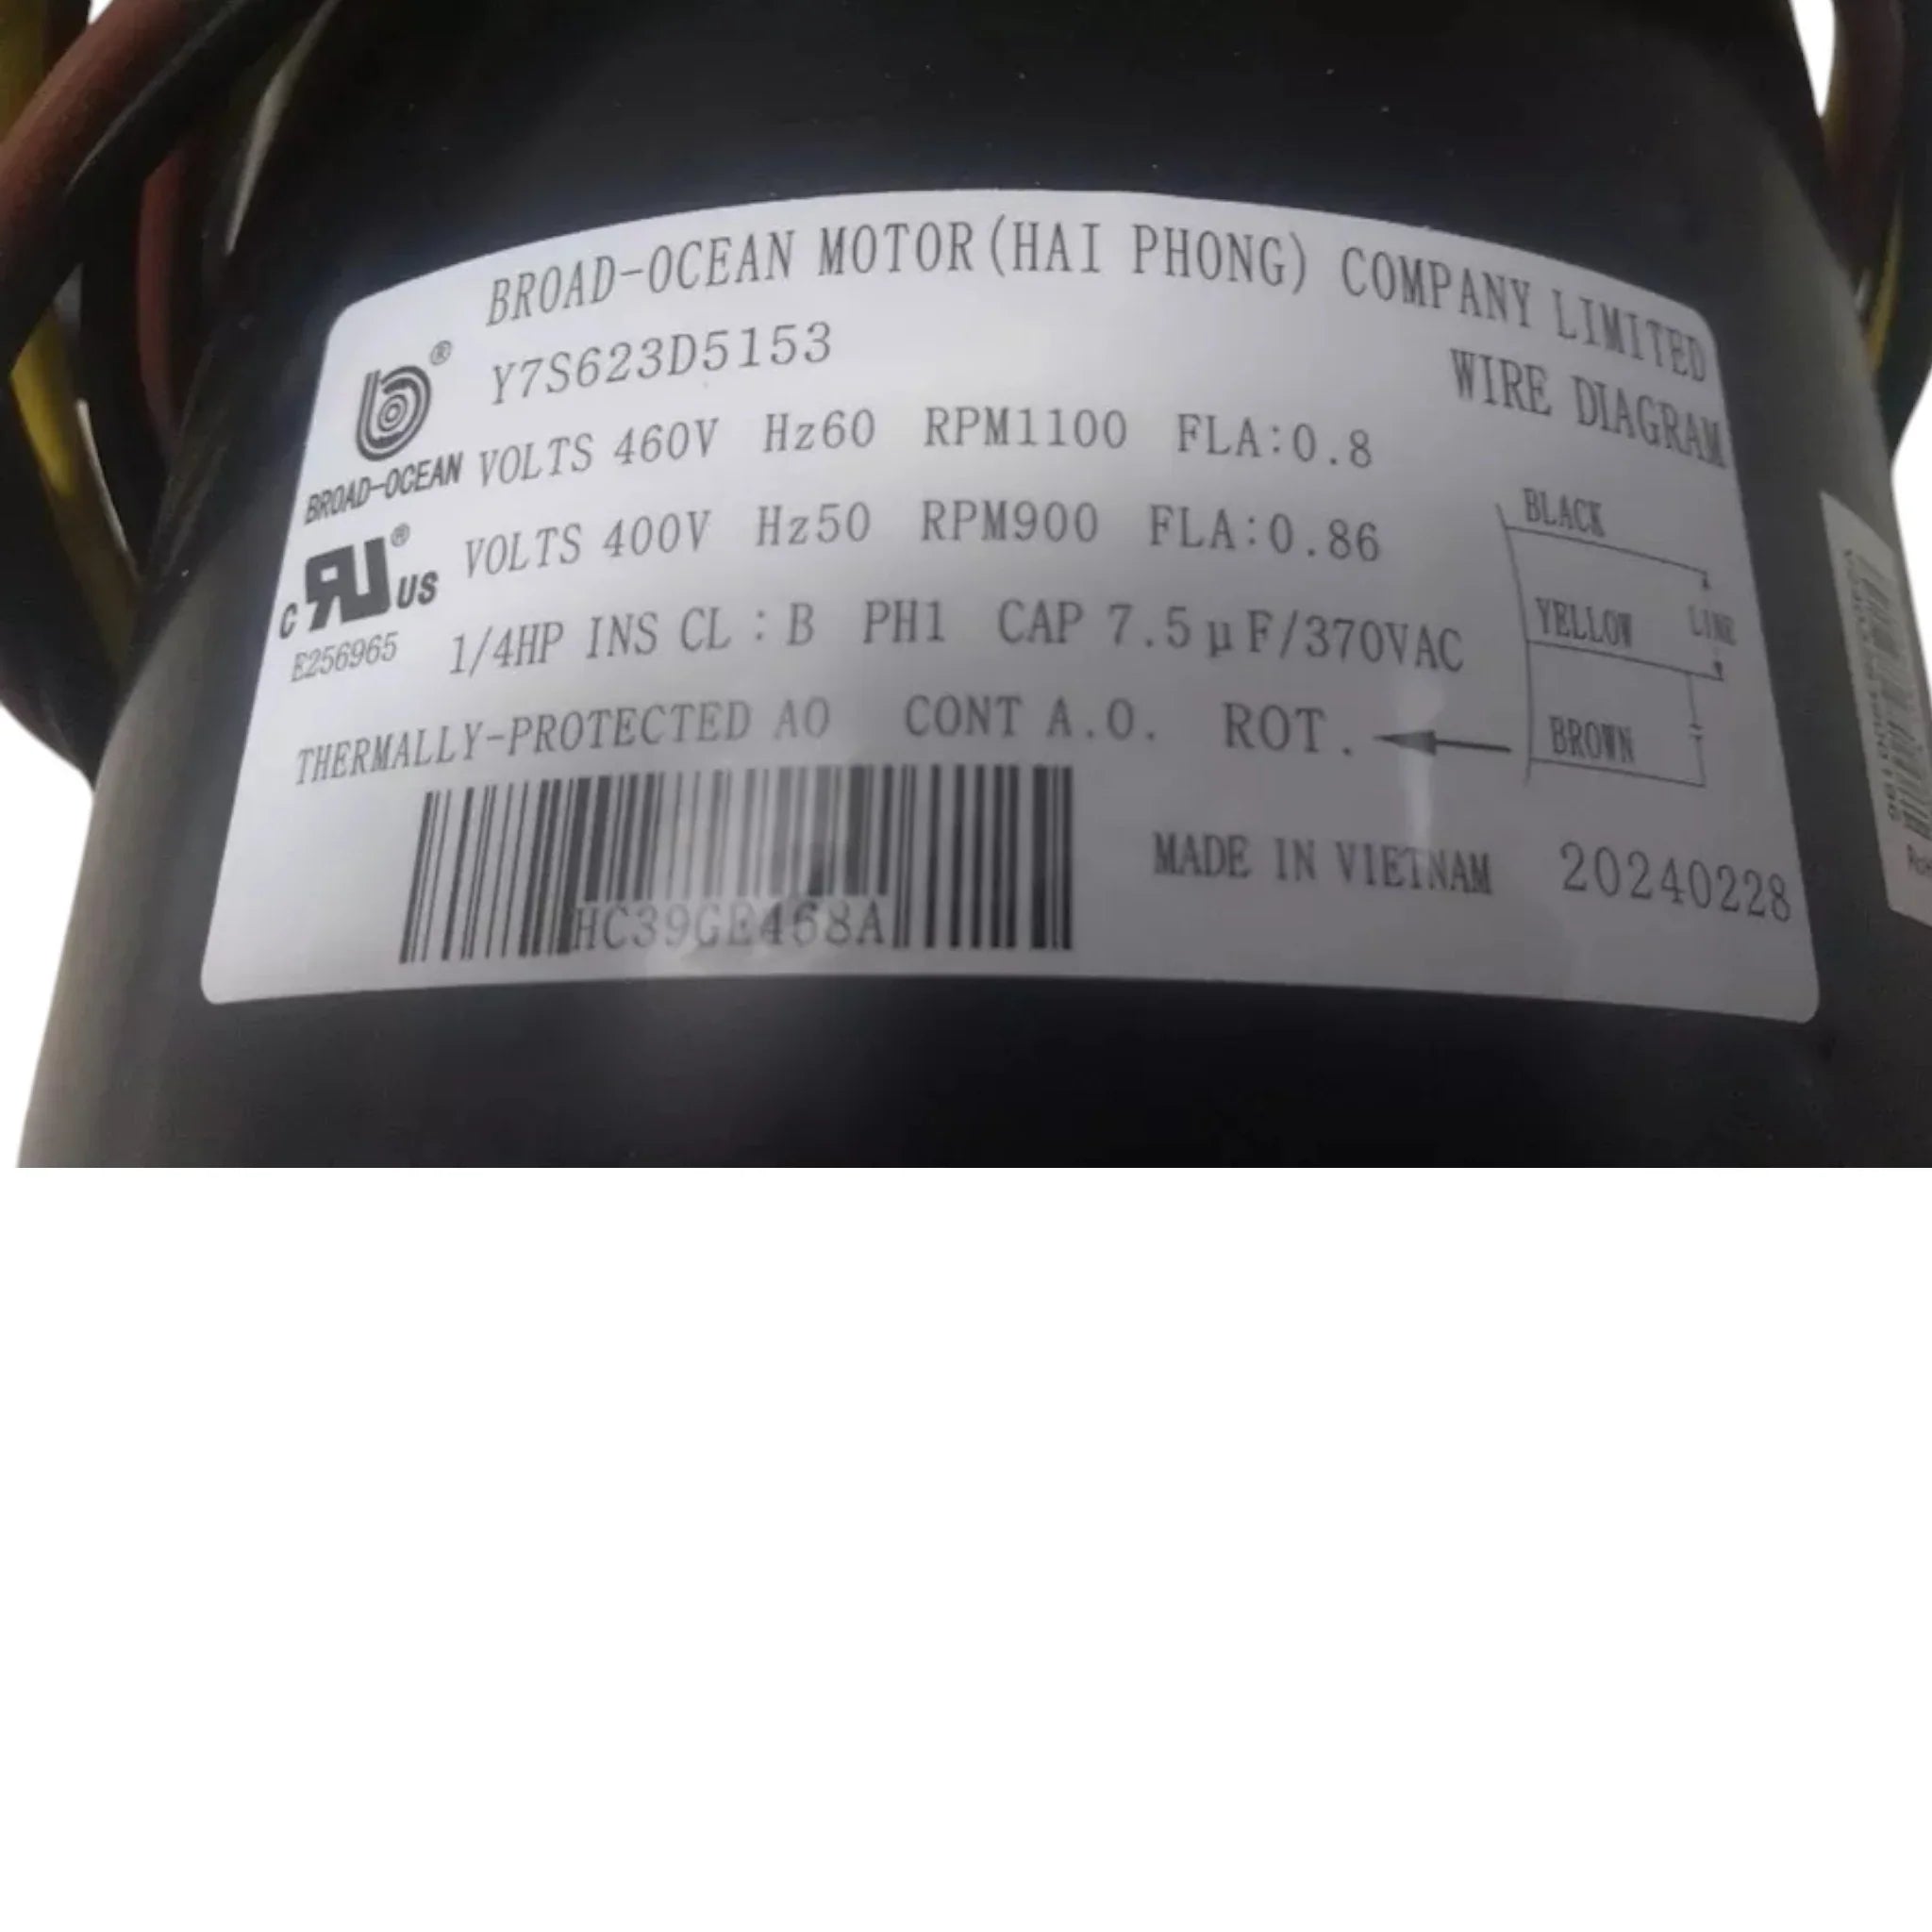 BROAD-OCEAN MOTOR(HAI PHONG) COMPANY LIMITED
Y7S623D5153
WIRE DIAGRAM
BROAD-OCEAN
VOLTS 460V Hz60 RPM1100 FLA:0.8
VOLTS 400V Hz50 RPM900 FLA:0.86
C RU US
E256965
1/4HP INS CL:B PH1 CAP 7.5μF/370VAC
THERMALLY-PROTECTED AO CONT A.O. ROT.
BLACK
YELLOW LINE
BROWN
HC39GE468A
MADE IN VIETNAM 20240228